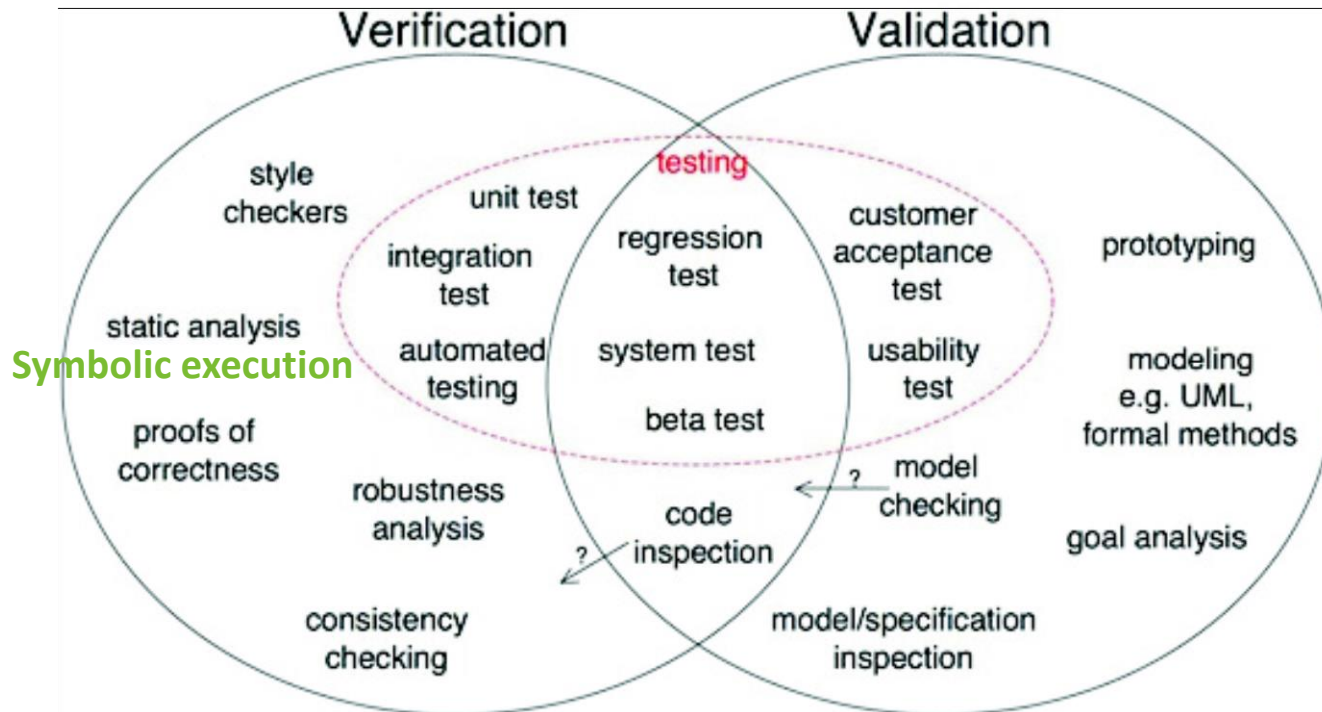 Verification
Validation
testing
style
checkers
unit test
integration
test
automated
testing
static analysis
Symbolic execution
proofs of
correctness
robustness
analysis
consistency
checking
regression
test
system test
beta test
code
inspection
?
customer
acceptance
test
usability
test
?
model
checking
model/specification
inspection
prototyping
modeling
e.g. UML,
formal methods
goal analysis